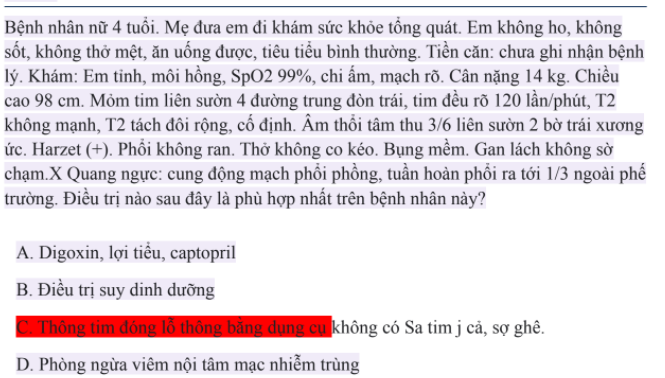 Bệnh nhân nữ 4 tuổi. Mẹ đưa em đi khám sức khỏe tổng quát. Em không ho, không
sốt, không thở mệt, ăn uống được, tiêu tiểu bình thường. Tiền căn: chưa ghi nhận bệnh
lý. Khám: Em tỉnh, môi hồng, SpO2 99%, chi ấm, mạch rõ. Cân nặng 14 kg. Chiều
cao 98 cm. Mỏm tim liên sườn 4 đường trung đòn trái, tim đều rõ 120 lần/phút, T2
không mạnh, T2 tách đôi rộng, cố định. Âm thổi tâm thu 3/6 liên sườn 2 bờ trái xương
ức. Harzet (+). Phổi không ran. Thở không co kéo. Bụng mềm. Gan lách không sờ
chạm.X Quang ngực: cung động mạch phổi phồng, tuần hoàn phổi ra tới 1/3 ngoài phế
trường. Điều trị nào sau đây là phù hợp nhất trên bệnh nhân này?
A. Digoxin, lợi tiểu, captopril
B. Điều trị suy dinh dưỡng
C. Thông tim đóng lỗ thông bằng dụng cụ không có Sa tim j cả, sợ ghê.
D. Phòng ngừa viêm nội tâm mạc nhiễm trùng